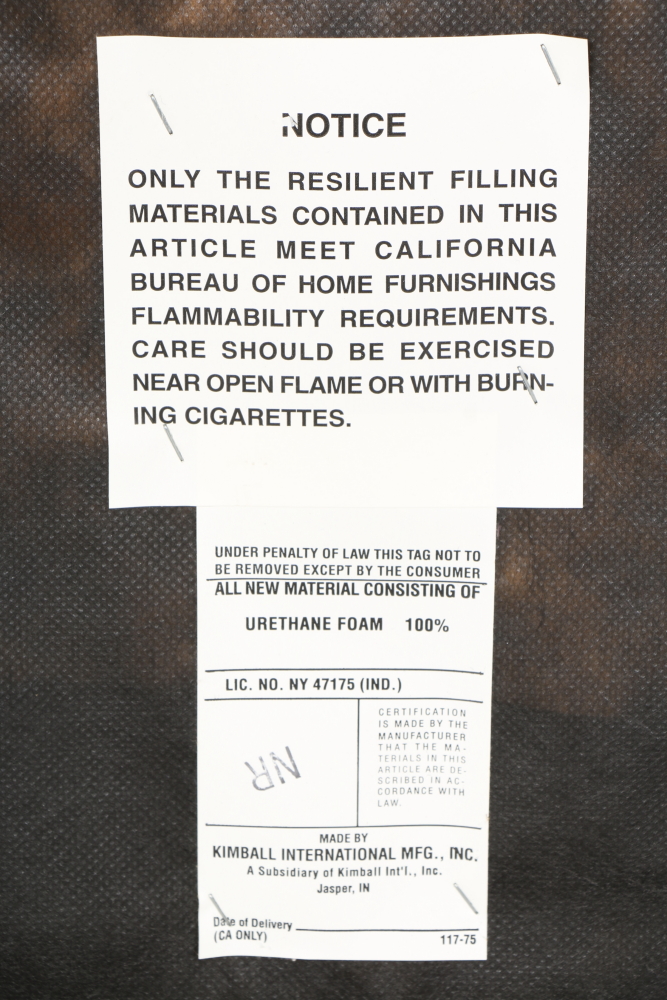 NOTICE
ONLY THE RESILIENT FILLING
MATERIALS CONTAINED IN THIS
ARTICLE MEET CALIFORNIA
BUREAU OF HOME FURNISHINGS
FLAMMABILITY REQUIREMENTS.
CARE SHOULD BE EXERCISED
NEAR OPEN FLAME OR WITH BURN-
ING CIGARETTES.
UNDER PENALTY OF LAW THIS TAG NOT TO
BE REMOVED EXCEPT BY THE CONSUMER
ALL NEW MATERIAL CONSISTING OF
URETHANE FOAM 100%
LIC. NO. NY 47175 (IND.)
NR
CERTIFICATION
IS MADE BY THE
MANUFACTURER
THAT THE MA-
TERIALS IN THIS
ARTICLE ARE DE-
SCRIBED IN AC-
CORDANCE WITH
LAW.
MADE BY
KIMBALL INTERNATIONAL MFG., INC.
A Subsidiary of Kimball Int'l., Inc.
Jasper, IN
Date of Delivery
(CA ONLY)
117-75